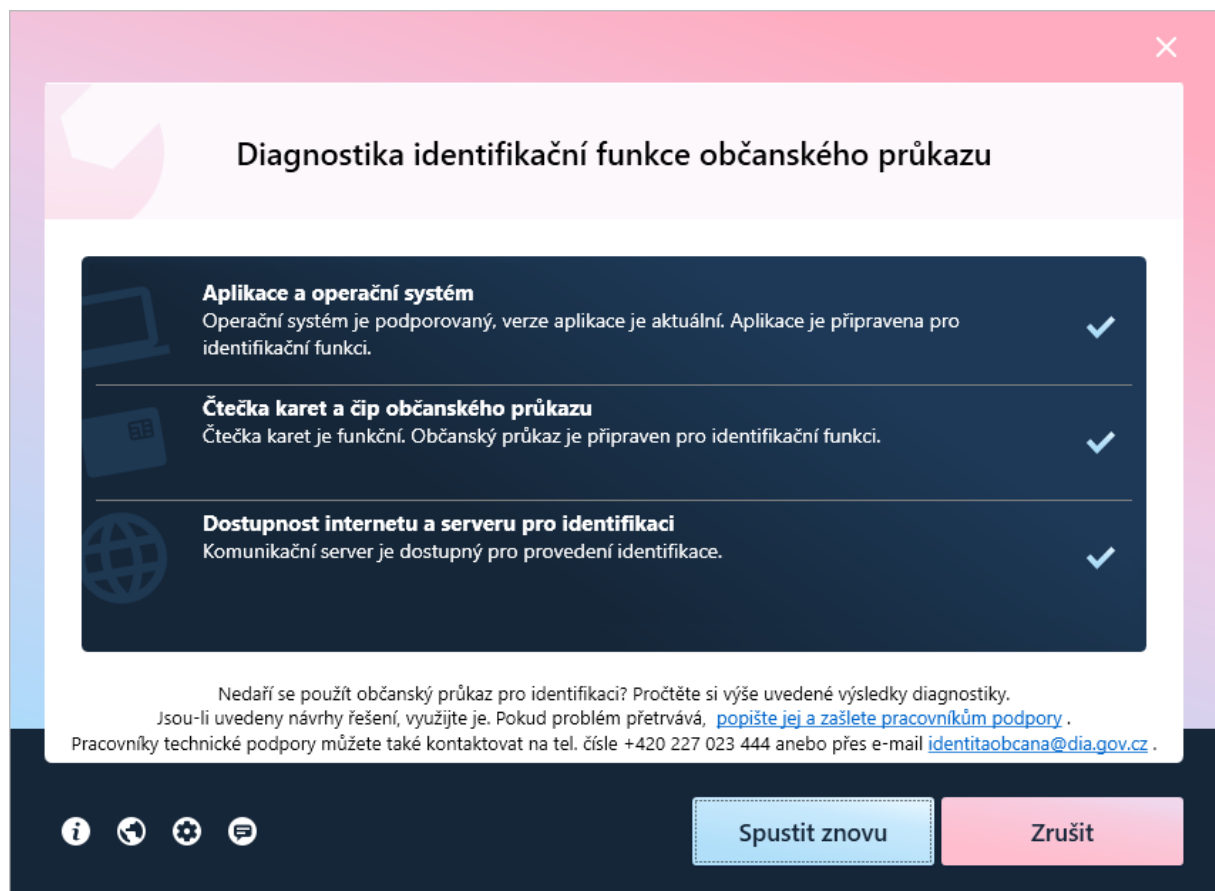 Diagnostika identifikační funkce občanského průkazu
Aplikace a operační systém
Operační systém je podporovaný, verze aplikace je aktuální. Aplikace je připravena pro
identifikační funkci.
Čtečka karet a čip občanského průkazu
Čtečka karet je funkční. Občanský průkaz je připraven pro identifikační funkci.
Dostupnost internetu a serveru pro identifikaci
Komunikační server je dostupný pro provedení identifikace.
Nedaří se použít občanský průkaz pro identifikaci? Pročtěte si výše uvedené výsledky diagnostiky.
Jsou-li uvedeny návrhy řešení, využijte je. Pokud problém přetrvává, popište jej a zašlete pracovníkům podpory .
Pracovníky technické podpory můžete také kontaktovat na tel. čísle +420 227 023 444 anebo přes e-mail identitaobcana@dia.gov.cz .
Spustit znovu
Zrušit